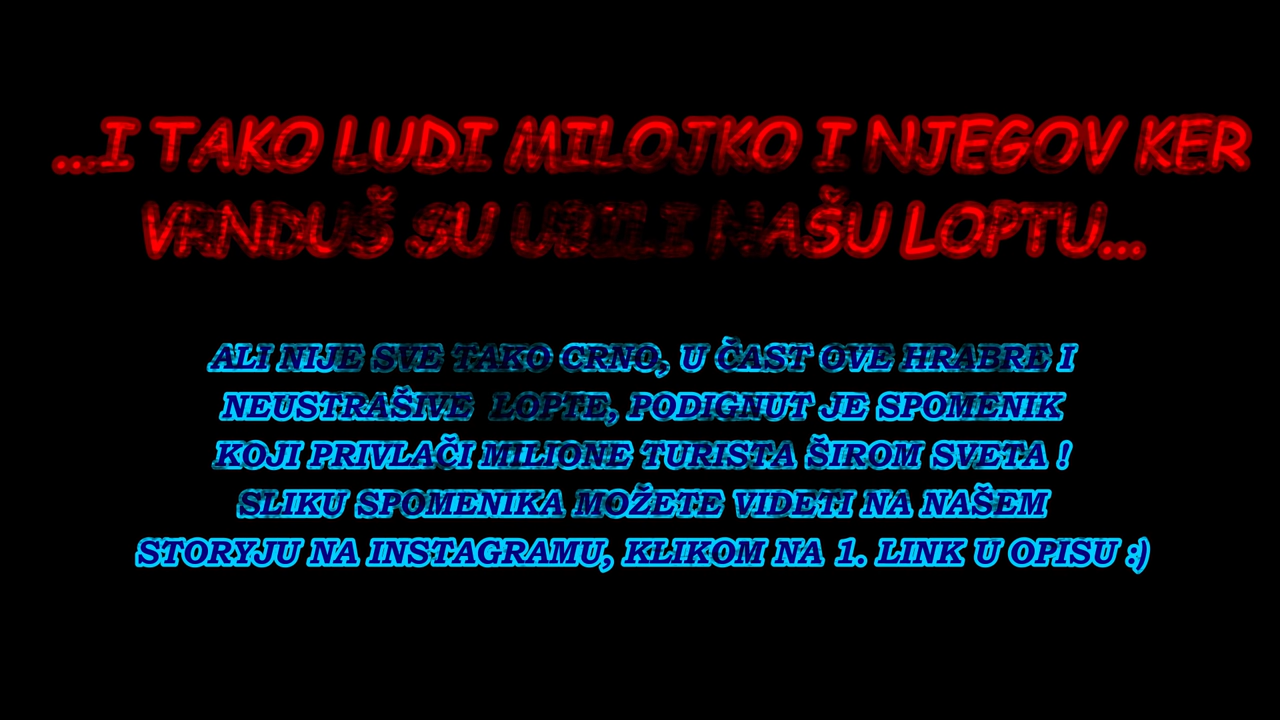 ...I TAKO LUDI MILOJKO I NJEGOV KER
VANDUŠ SU UBILI NAŠU LOPTU...
ALI NIJE SVE TAKO CRNO, U ČAST OVE HRABRE I
NEUSTRAŠIVE LOPTE, PODIGNUT JE SPOMENIK
KOJI PRIVLAČI MILIONE TURISTA ŠIROM SVETA !
SLIKU SPOMENIKA MOŽETE VIDETI NA NAŠEM
STORYJU NA INSTAGRAMU, KLIKOM NA 1. LINK U OPISU :)